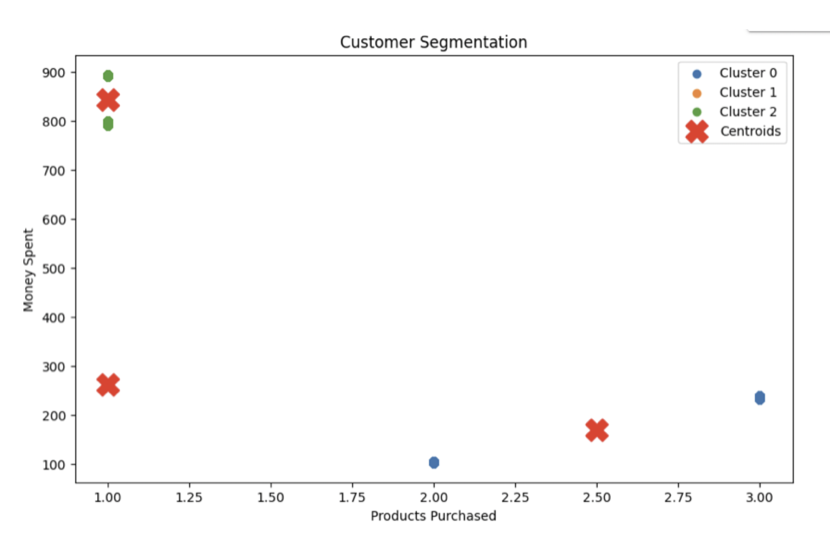 Customer Segmentation
Cluster 0
Cluster 1
Cluster 2
Centroids
900
800
700
600
500
400
300
200
100
Money Spent
1.00 1.25 1.50 1.75 2.00 2.25 2.50 2.75 3.00
Products Purchased